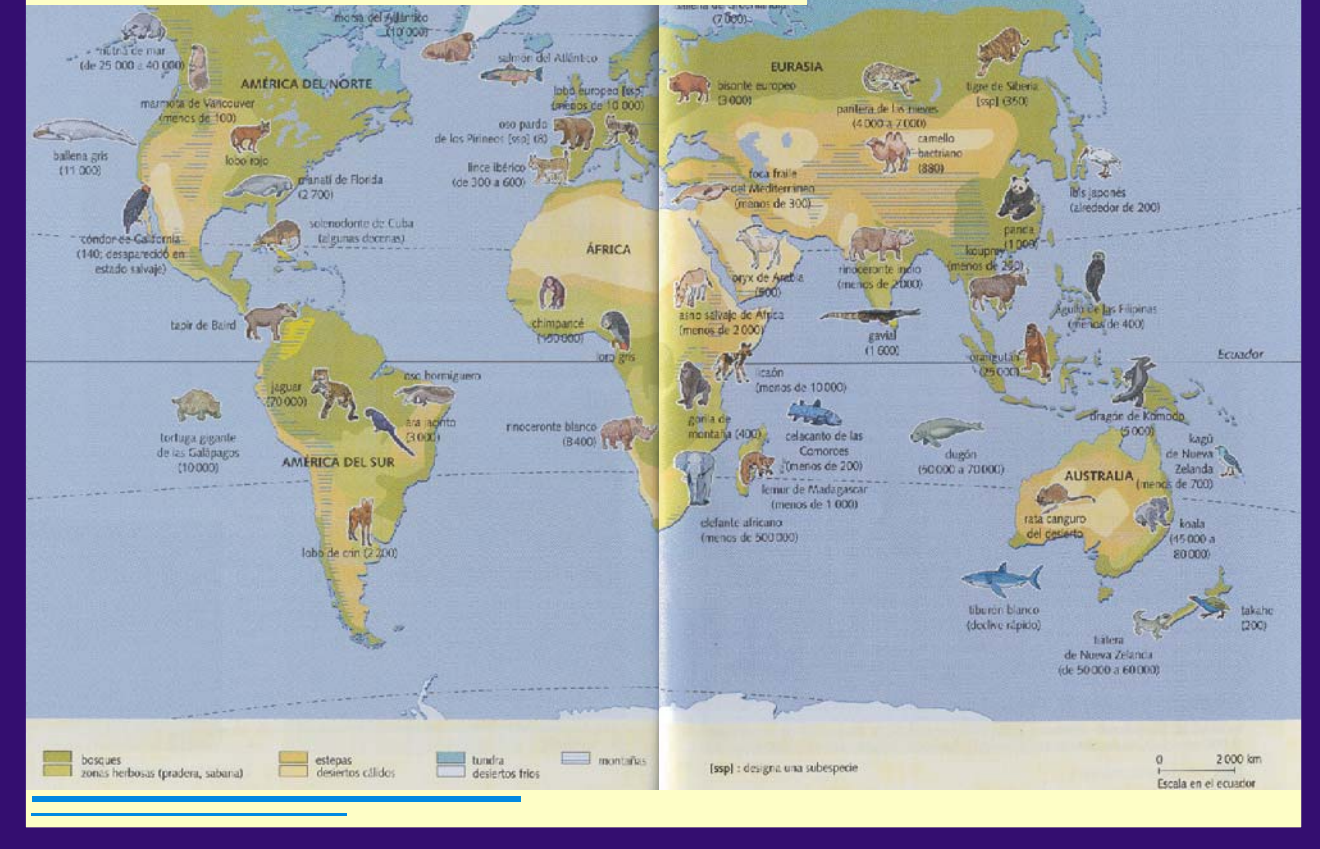 morsa del Atlántico
(10 000)
(7 000)
nutria de mar
(de 25 000 a 40 000)
AMÉRICA DEL NORTE
marmota de Vancouver
(menos de 100)
ballena gris
(11 000)
lobo rojo
manatí de Florida
(2 700)
solenodonte de Cuba
(algunas decenas)
cóndor de California
(140; desapareció en
estado salvaje)
tapir de Baird
salmón del Atlántico
lobo europeo [ssp]
(menos de 10 000)
oso pardo
de los Pirineos [ssp] (8)
lince ibérico
(de 300 a 600)
EURASIA
bisonte europeo
(3 000)
pantera de las nieves
(4 000 a 7 000)
tigre de Siberia
[ssp] (350)
camello
bactriano
(880)
foca fraile
del Mediterráneo
(menos de 300)
ibis japonés
(alrededor de 200)
panda
(1 000)
kouprey
(menos de 250)
ÁFRICA
oryx de Arabia
(500)
rinoceronte indio
(menos de 2 000)
asno salvaje de África
(menos de 2 000)
gavial
(1 600)
águila de las Filipinas
(menos de 400)
chimpancé
(150 000)
loro gris
orangután
(25 000)
Ecuador
licaón
(menos de 10 000)
jaguar
(20 000)
oso hormiguero
ara jacinto
(3 000)
tortuga gigante
de las Galápagos
(10 000)
AMÉRICA DEL SUR
lobo de crin (2 200)
rinoceronte blanco
(8 400)
gorila de
montaña (400)
celacanto de las
Comores
(menos de 200)
lemur de Madagascar
(menos de 1 000)
elefante africano
(menos de 500 000)
dugón
(50 000 a 70 000)
dragón de Komodo
(5 000)
kagú
de Nueva
Zelanda
(menos de 700)
AUSTRALIA
rata canguro
del desierto
koala
(45 000 a
80 000)
tiburón blanco
(declive rápido)
takahe
(200)
de Nueva Zelanda
(de 50 000 a 60 000)
bosques
zonas herbosas (pradera, sabana)
estepas
desiertos cálidos
tundra
desiertos fríos
montañas
[ssp] : designa una subespecie
0 2 000 km
Escala en el ecuador